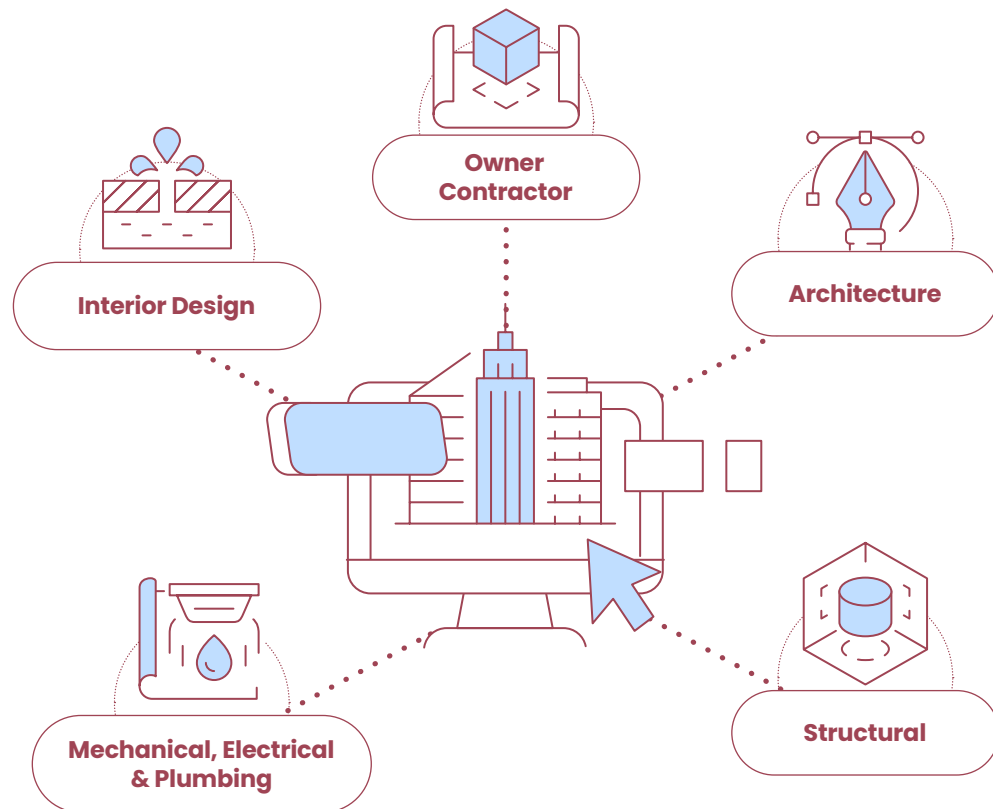 Owner
Contractor
Interior Design
Architecture
Structural
Mechanical, Electrical
& Plumbing